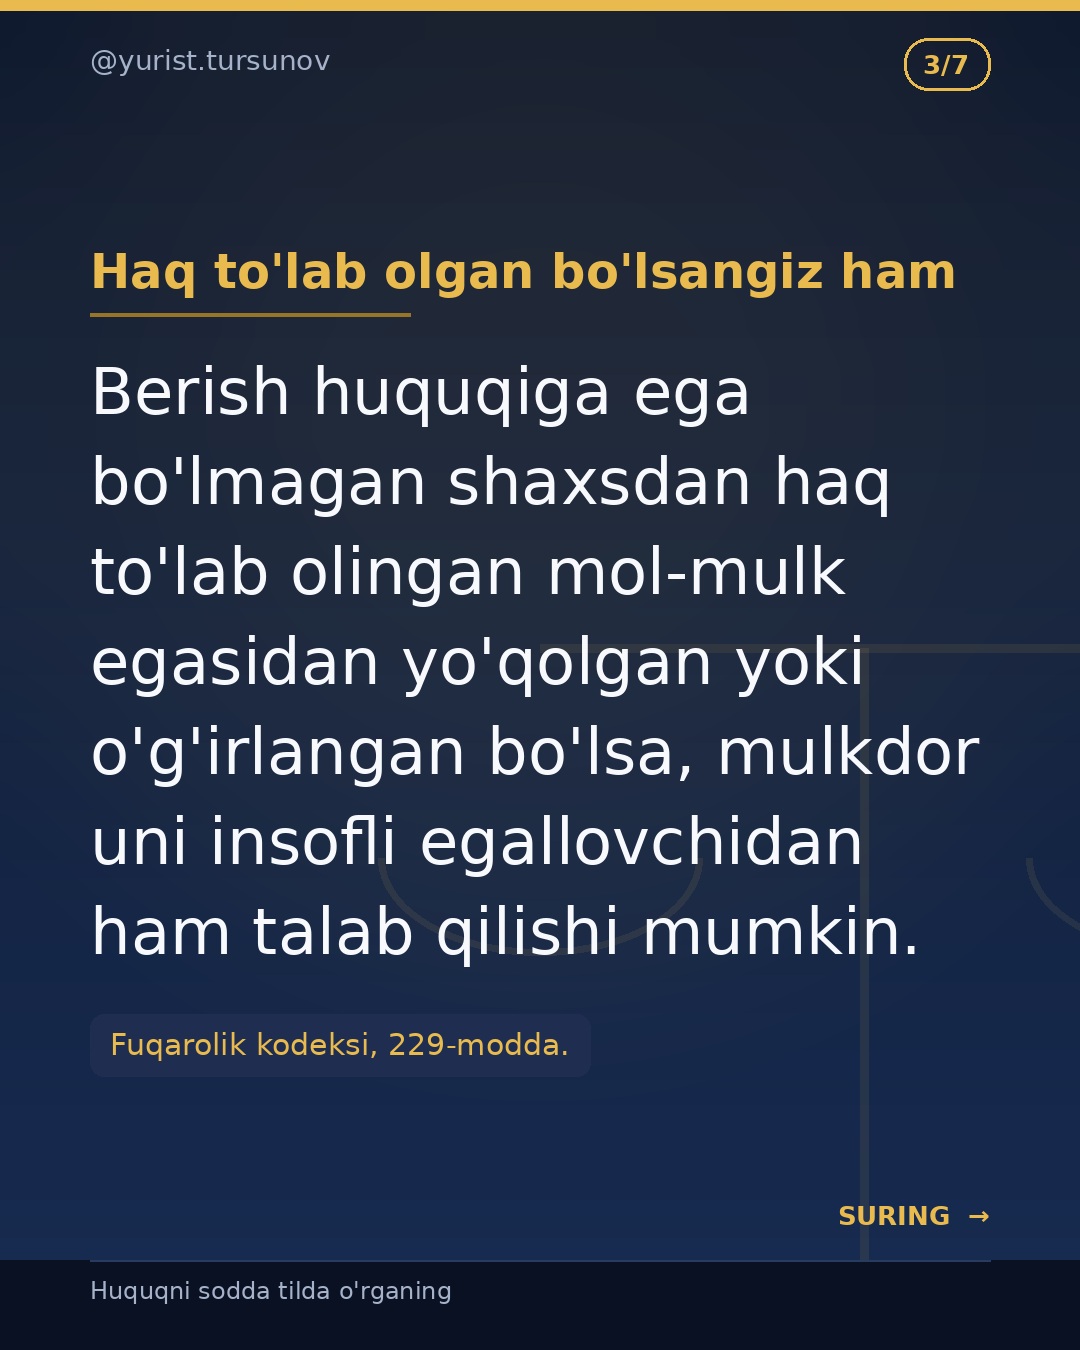 @yurist.tursunov
3/7
Haq to'lab olgan bo'lsangiz ham
Berish huquqiga ega
bo'lmagan shaxsdan haq
to'lab olingan mol-mulk
egasidan yo'qolgan yoki
o'g'irlangan bo'lsa, mulkdor
uni insofli egallovchidan
ham talab qilishi mumkin.
Fuqarolik kodeksi, 229-modda.
SURING →
Huquqni sodda tilda o'rganing